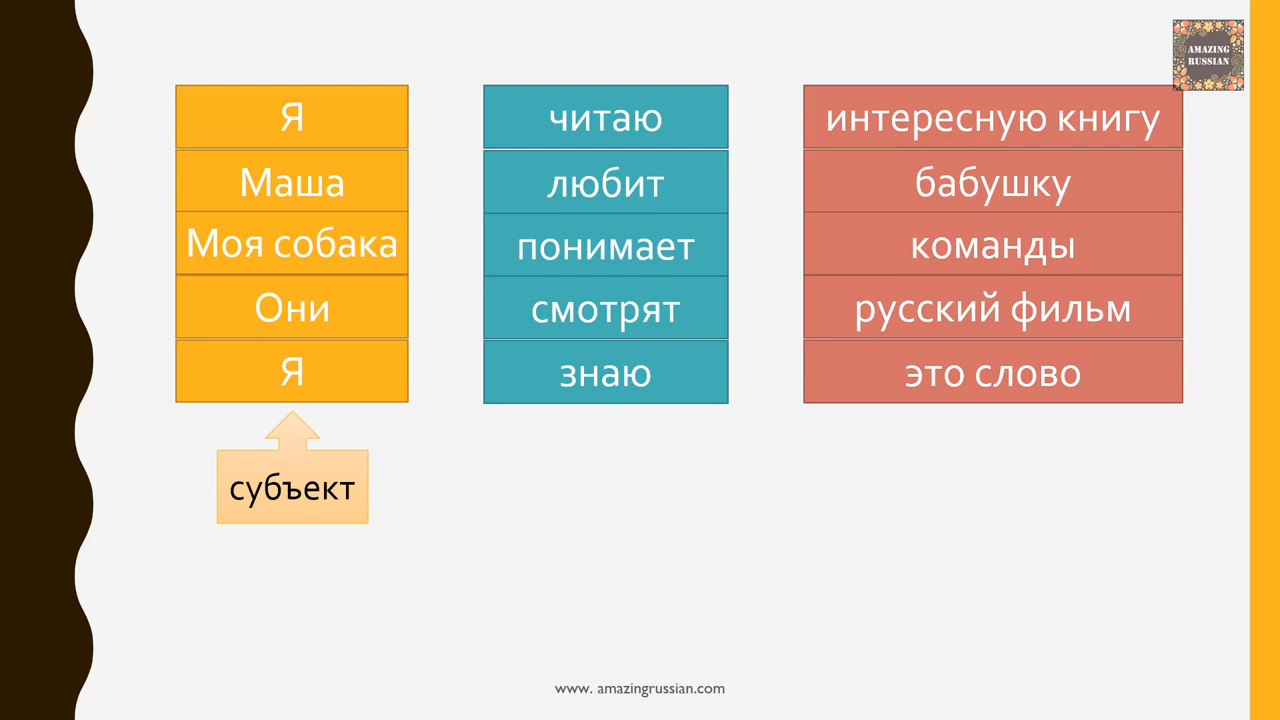 AMAZING
RUSSIAN
Я читаю интересную книгу
Маша любит бабушку
Моя собака понимает команды
Они смотрят русский фильм
Я знаю это слово
субъект
www. amazingrussian.com